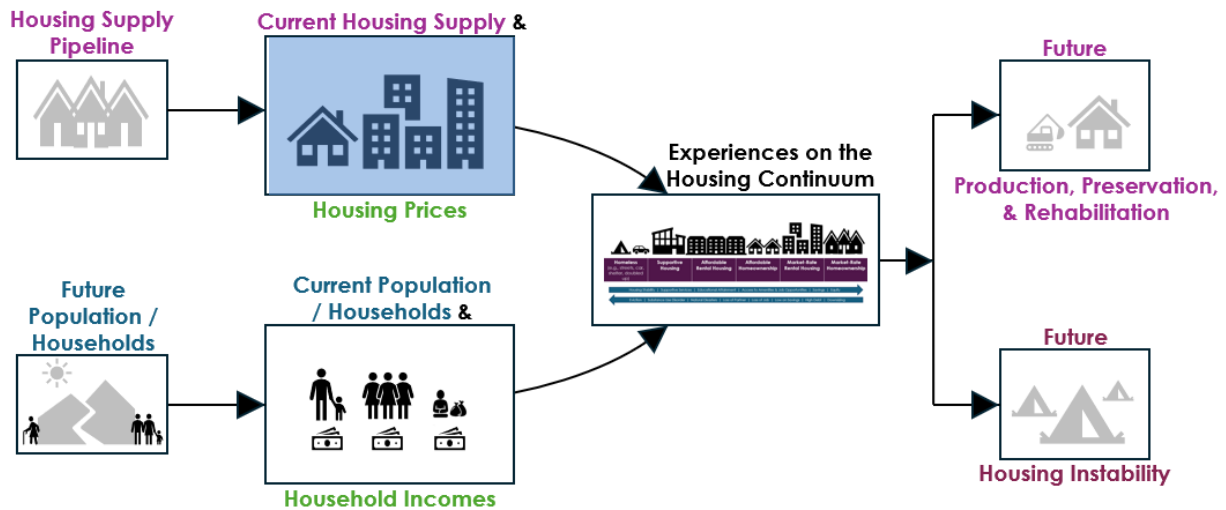 Housing Supply
Pipeline
Current Housing Supply &
Housing Prices
Future
Population /
Households
Current Population
/ Households &
Household Incomes
Experiences on the
Housing Continuum
Homeless
Supportive
Housing
Affordable
Rental Housing
Affordable
Homeownership
Market-Rate
Rental Housing
Market-Rate
Homeownership
Future
Production, Preservation,
& Rehabilitation
Future
Housing Instability